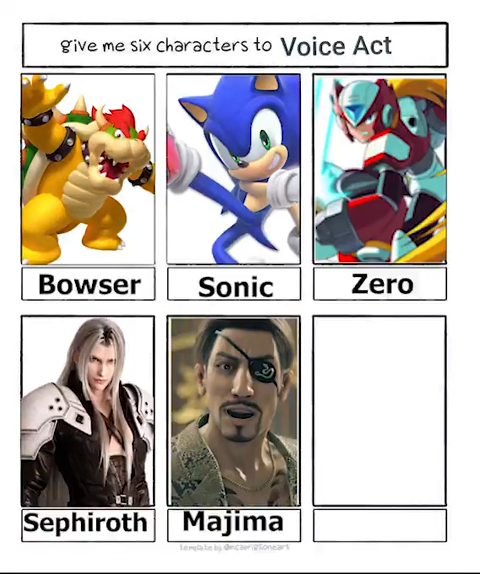 give me six characters to Voice Act
Bowser
Sonic
Zero
Sephiroth
Majima